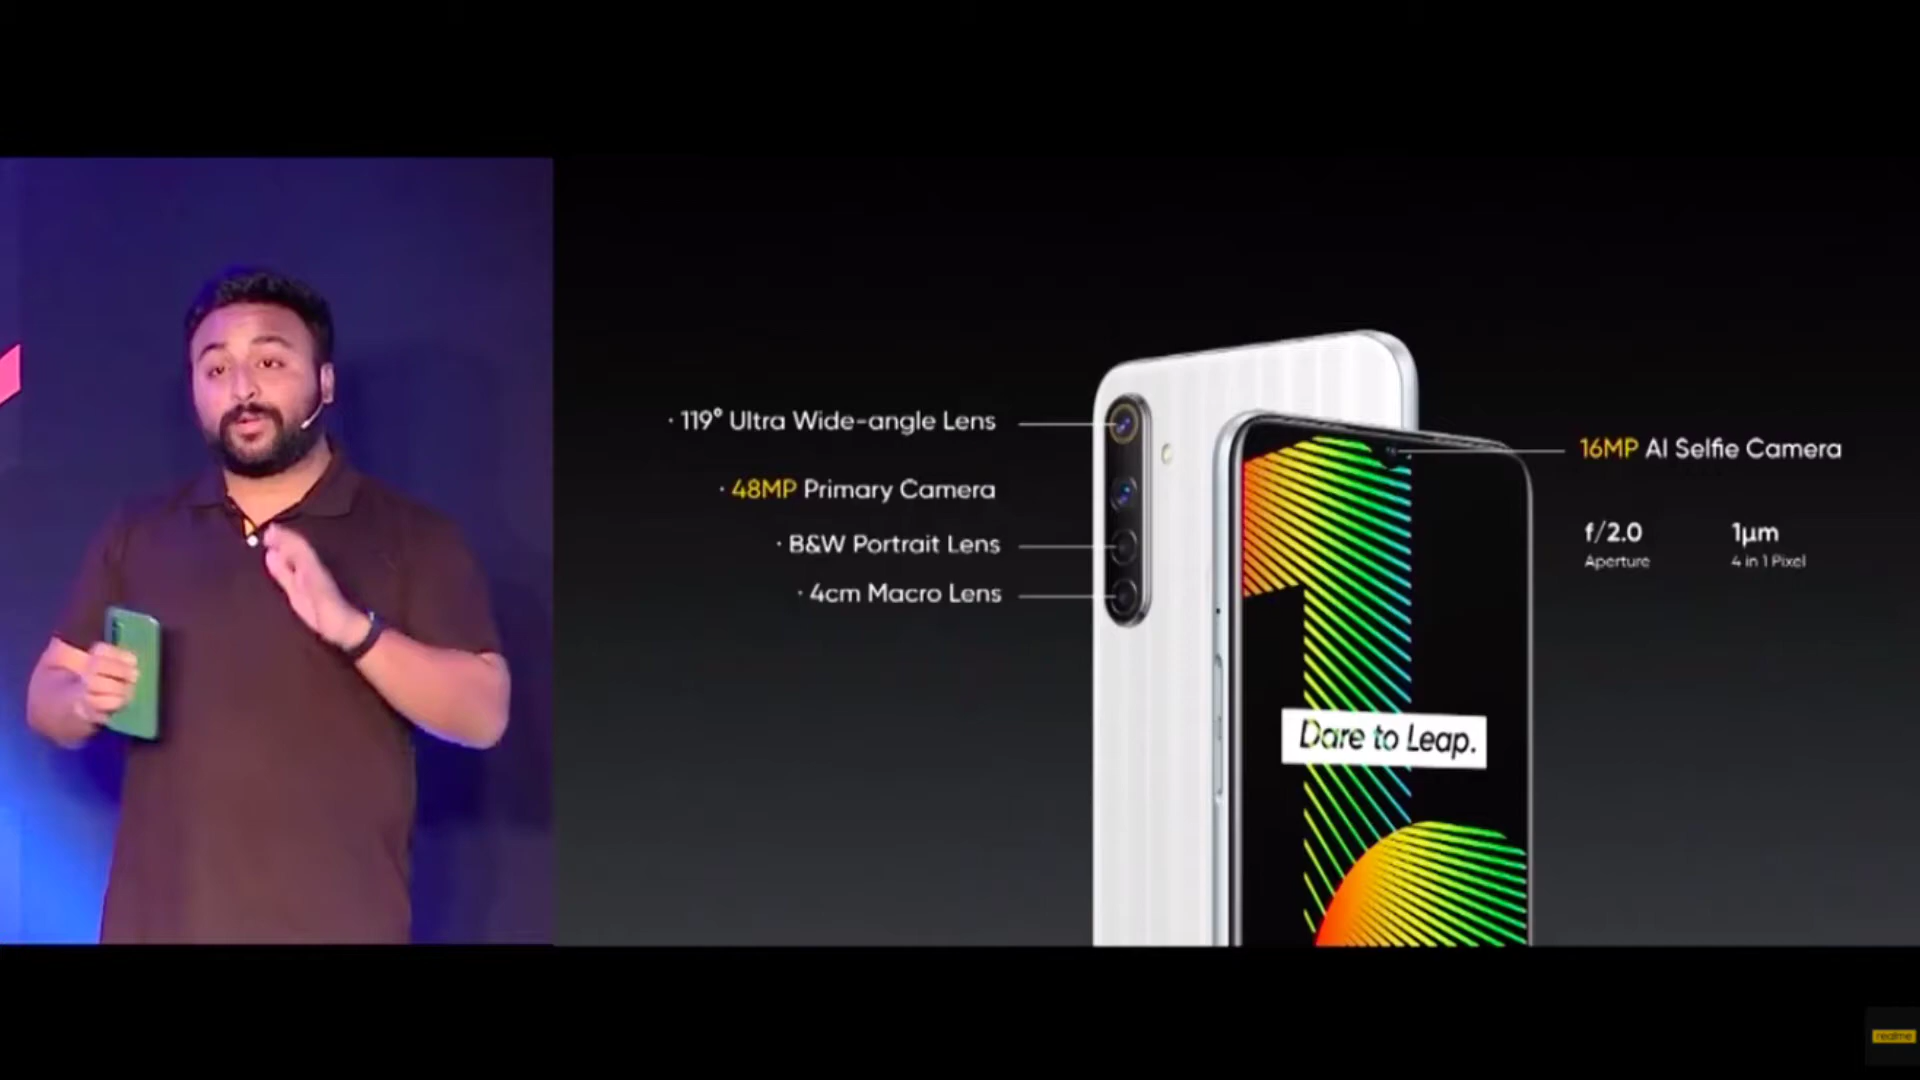 · 119° Ultra Wide-angle Lens
· 48MP Primary Camera
· B&W Portrait Lens
· 4cm Macro Lens
16MP AI Selfie Camera
f/2.0
Aperture
1μm
4 in 1 Pixel
Dare to Leap.
realme